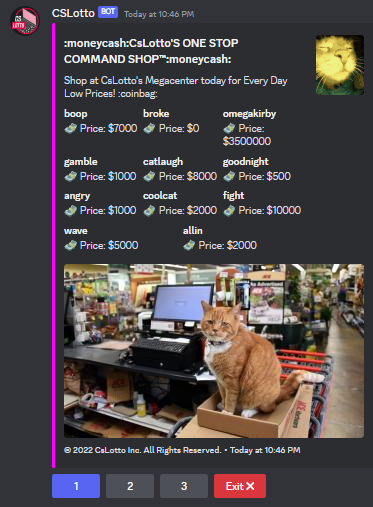 CSLotto BOT Today at 10:46 PM
:moneycash:CsLotto'S ONE STOP
COMMAND SHOP™:moneycash:
Shop at CsLotto's Megacenter today for Every Day
Low Prices! :coinbag:
boop broke omegakirby
Price: $7000 Price: $0 Price:
$3500000
gamble catlaugh goodnight
Price: $1000 Price: $8000 Price: $500
angry coolcat fight
Price: $1000 Price: $2000 Price: $10000
wave allin
Price: $5000 Price: $2000
© 2022 CsLotto Inc. All Rights Reserved. • Today at 10:46 PM
1 2 3 Exit